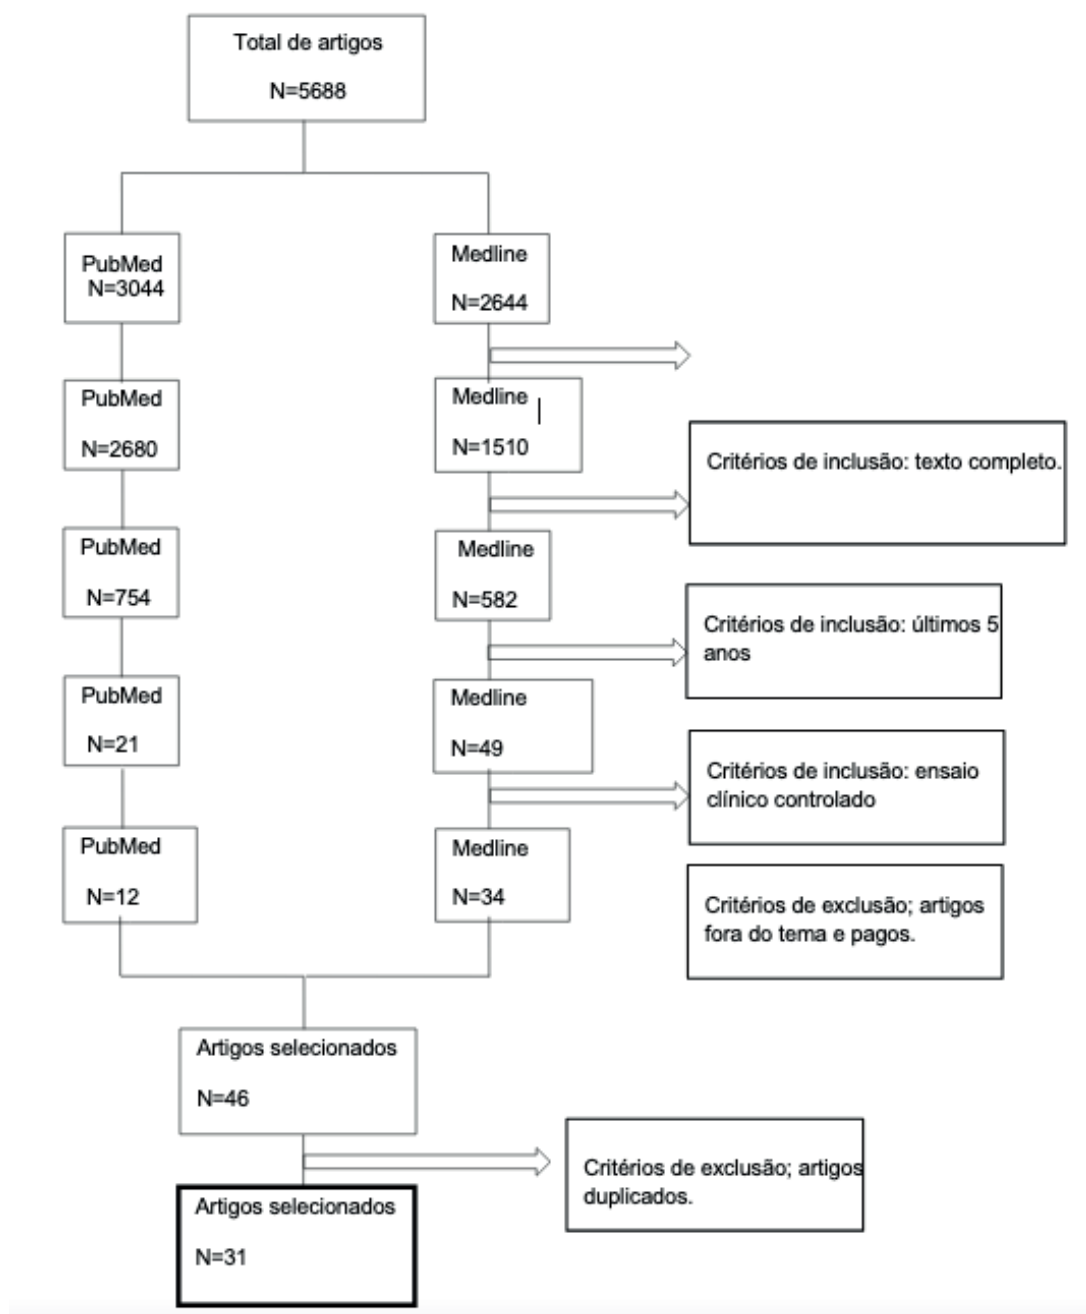 Total de artigos
N=5688
PubMed
N=3044
Medline
N=2644
PubMed
N=2680
Medline
N=1510
Critérios de inclusão: texto completo.
PubMed
N=754
Medline
N=582
Critérios de inclusão: últimos 5
anos
PubMed
N=21
Medline
N=49
Critérios de inclusão: ensaio
clínico controlado
PubMed
N=12
Medline
N=34
Critérios de exclusão; artigos
fora do tema e pagos.
Artigos selecionados
N=46
Critérios de exclusão; artigos
duplicados.
Artigos selecionados
N=31